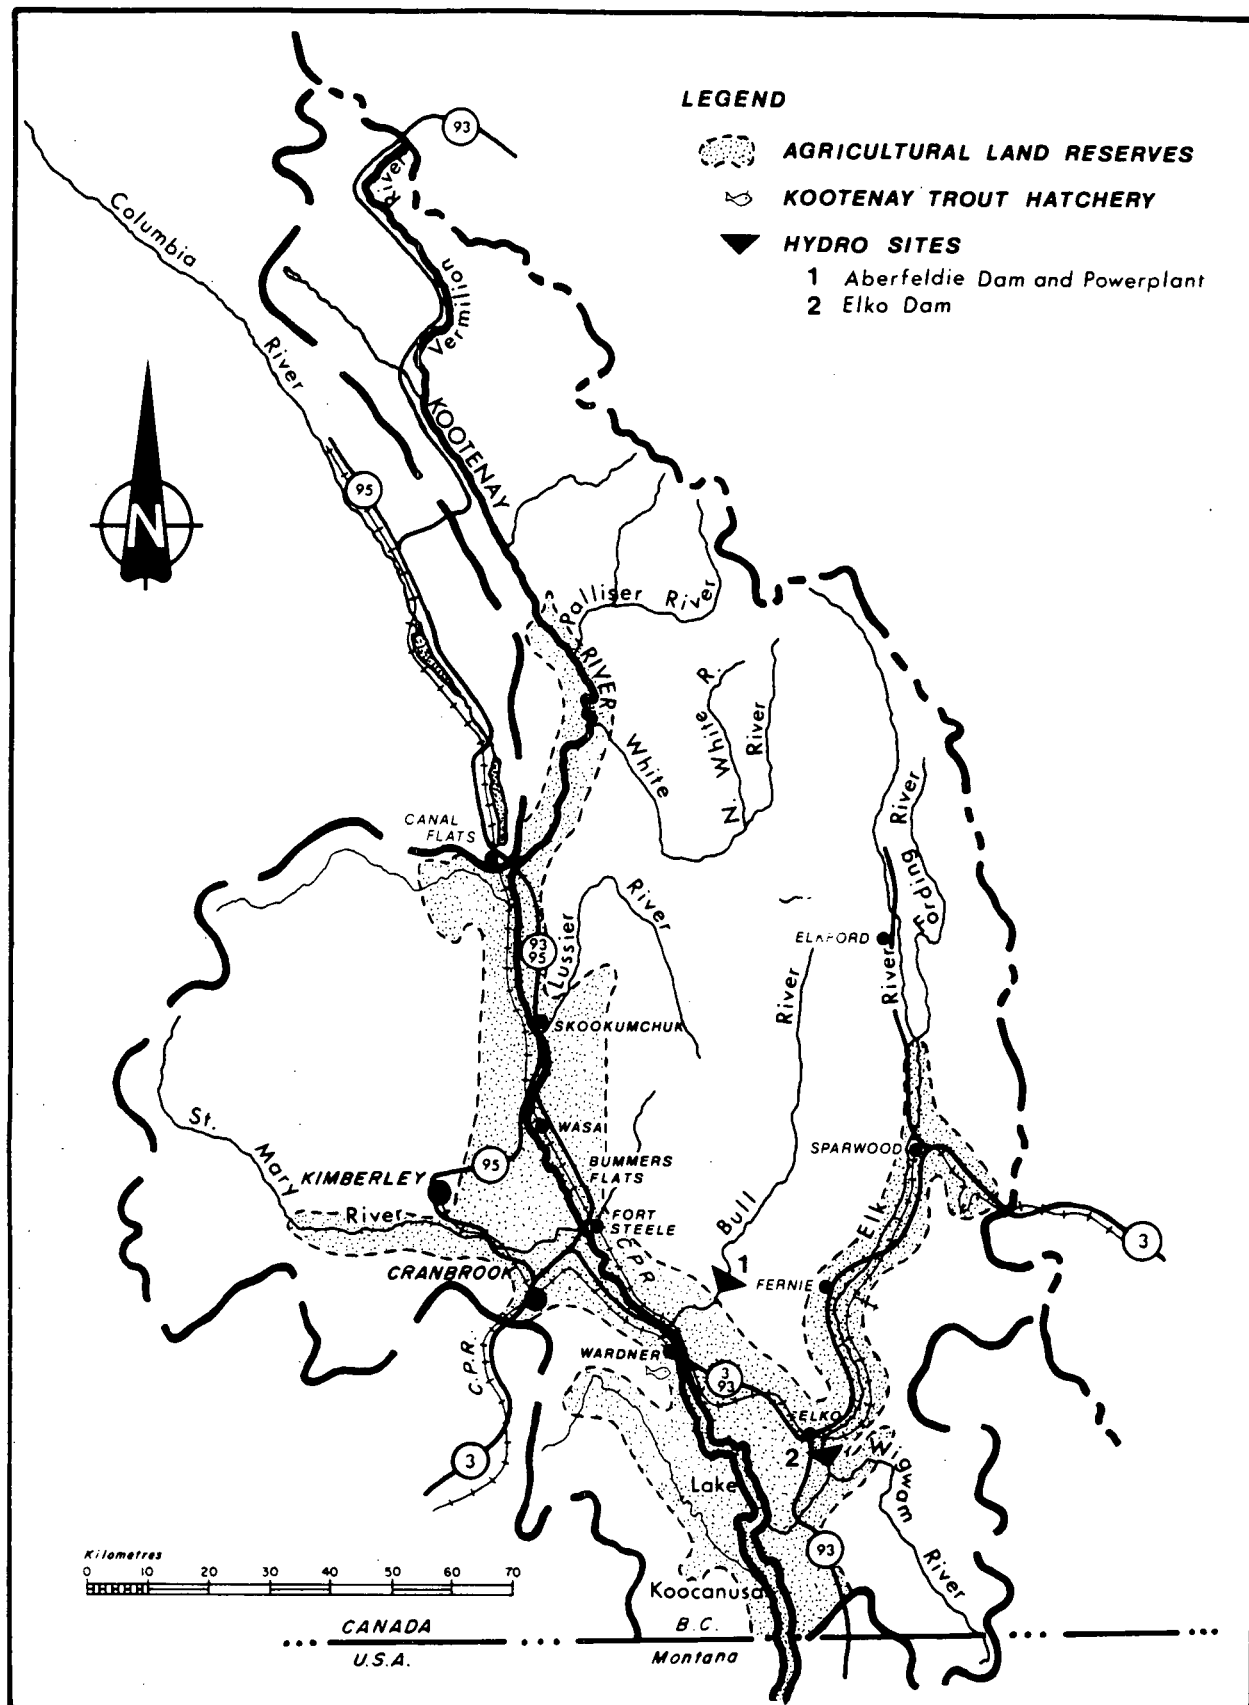 LEGEND
AGRICULTURAL LAND RESERVES
KOOTENAY TROUT HATCHERY
HYDRO SITES
1 Aberfeldie Dam and Powerplant
2 Elko Dam
93
Columbia
River
Vermilion
River
N
95
KOOTENAY
RIVER
Palliser River
White
N. White R.
River
CANAL
FLATS
93
95
Lussier
River
ELKFORD
River
Fording River
SKOOKUMCHUK
River
St.
Mary
River
WASA
95
KIMBERLEY
BUMMERS
FLATS
SPARWOOD
FORT
STEELE
C.P.R
Bull
Elk
3
1
CRANBROOK
FERNIE
C.P.R.
WARDNER
3
93
ELKO
2
Wigwam
River
3
Lake
Koocanusa
93
Kilometres
0 10 20 30 40 50 60 70
CANADA
U.S.A.
B.C.
Montana